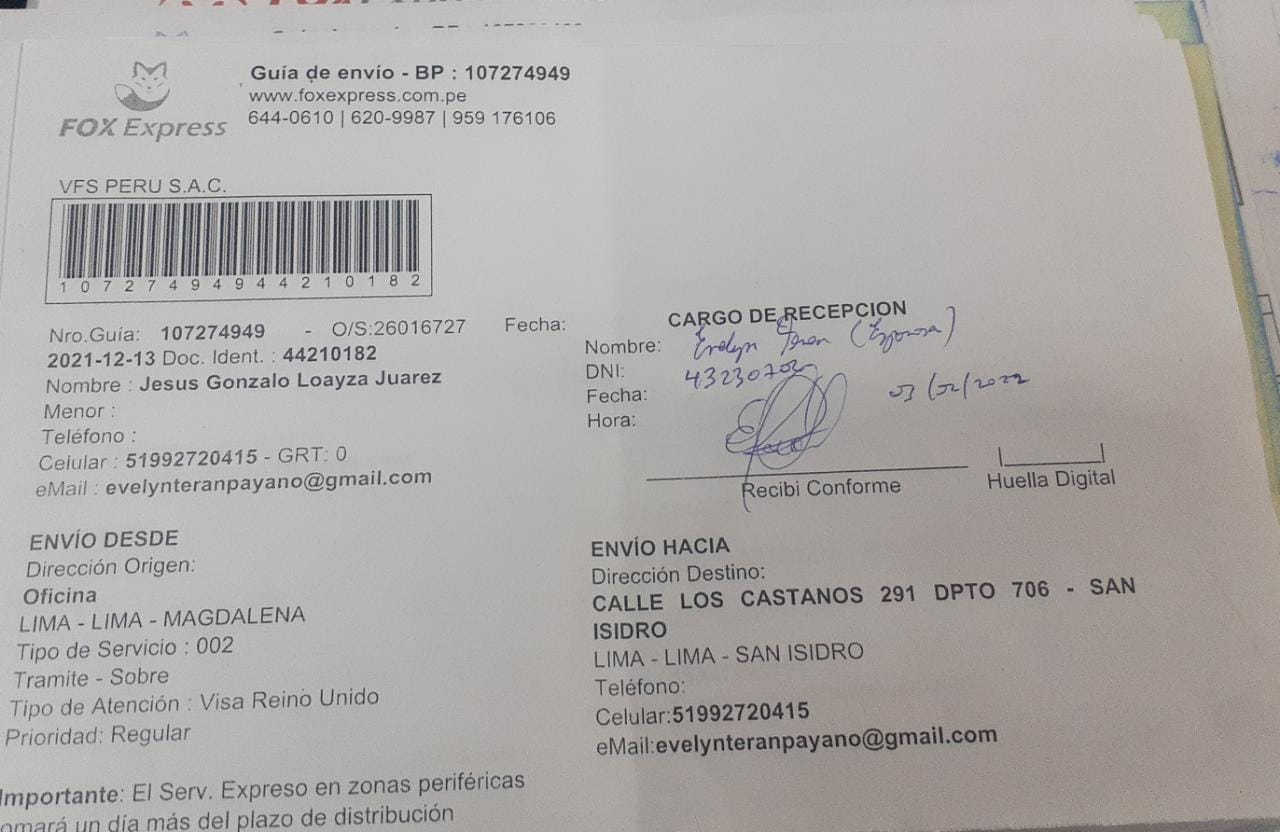 FOX Express
Guía de envío - BP : 107274949
www.foxexpress.com.pe
644-0610 | 620-9987 | 959 176106
VFS PERU S.A.C.
1 0 7 2 7 4 9 4 9 4 4 2 1 0 1 8 2
Nro.Guía: 107274949 - O/S:26016727 Fecha:
2021-12-13 Doc. Ident. : 44210182
Nombre : Jesus Gonzalo Loayza Juarez
Menor :
Teléfono :
Celular : 51992720415 - GRT: 0
eMail : evelynteranpayano@gmail.com
CARGO DE RECEPCION
Nombre: Evelyn Teran (Esposa)
DNI: 43230702
Fecha: 03/02/2022
Hora:
Recibi Conforme
Huella Digital
ENVÍO DESDE
Dirección Origen:
Oficina
LIMA - LIMA - MAGDALENA
Tipo de Servicio : 002
Tramite - Sobre
Tipo de Atención : Visa Reino Unido
Prioridad: Regular
ENVÍO HACIA
Dirección Destino:
CALLE LOS CASTANOS 291 DPTO 706 - SAN
ISIDRO
LIMA - LIMA - SAN ISIDRO
Teléfono:
Celular:51992720415
eMail:evelynteranpayano@gmail.com
Importante: El Serv. Expreso en zonas periféricas
omará un día más del plazo de distribución